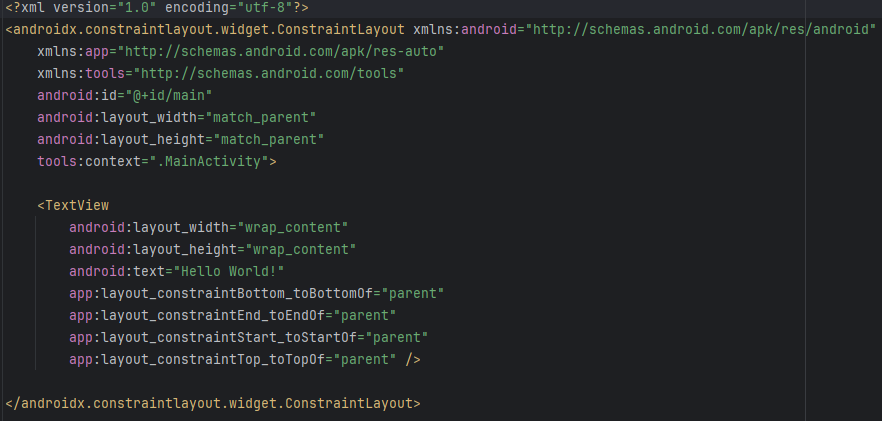 <?xml version="1.0" encoding="utf-8"?>
<androidx.constraintlayout.widget.ConstraintLayout xmlns:android="http://schemas.android.com/apk/res/android"
    xmlns:app="http://schemas.android.com/apk/res-auto"
    xmlns:tools="http://schemas.android.com/tools"
    android:id="@+id/main"
    android:layout_width="match_parent"
    android:layout_height="match_parent"
    tools:context=".MainActivity">

    <TextView
        android:layout_width="wrap_content"
        android:layout_height="wrap_content"
        android:text="Hello World!"
        app:layout_constraintBottom_toBottomOf="parent"
        app:layout_constraintEnd_toEndOf="parent"
        app:layout_constraintStart_toStartOf="parent"
        app:layout_constraintTop_toTopOf="parent" />

</androidx.constraintlayout.widget.ConstraintLayout>